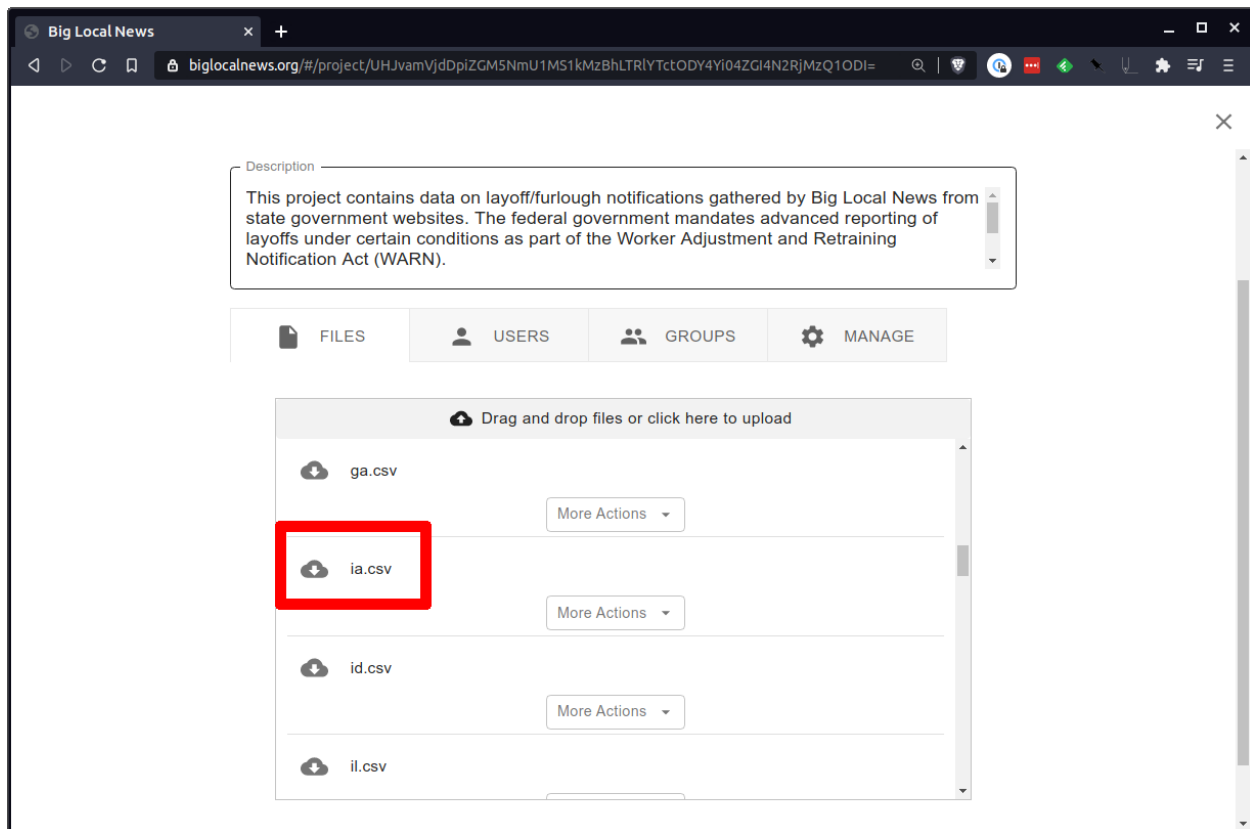 Big Local News
biglocalnews.org/#/project/UHJvamVjdDpiZGM5NmU1MS1kMzBhLTRlYTctODY4Yi04ZGI4N2RjMzQ1ODI=
Description
This project contains data on layoff/furlough notifications gathered by Big Local News from
state government websites. The federal government mandates advanced reporting of
layoffs under certain conditions as part of the Worker Adjustment and Retraining
Notification Act (WARN).
FILES USERS GROUPS MANAGE
Drag and drop files or click here to upload
ga.csv
More Actions
ia.csv
More Actions
id.csv
More Actions
il.csv